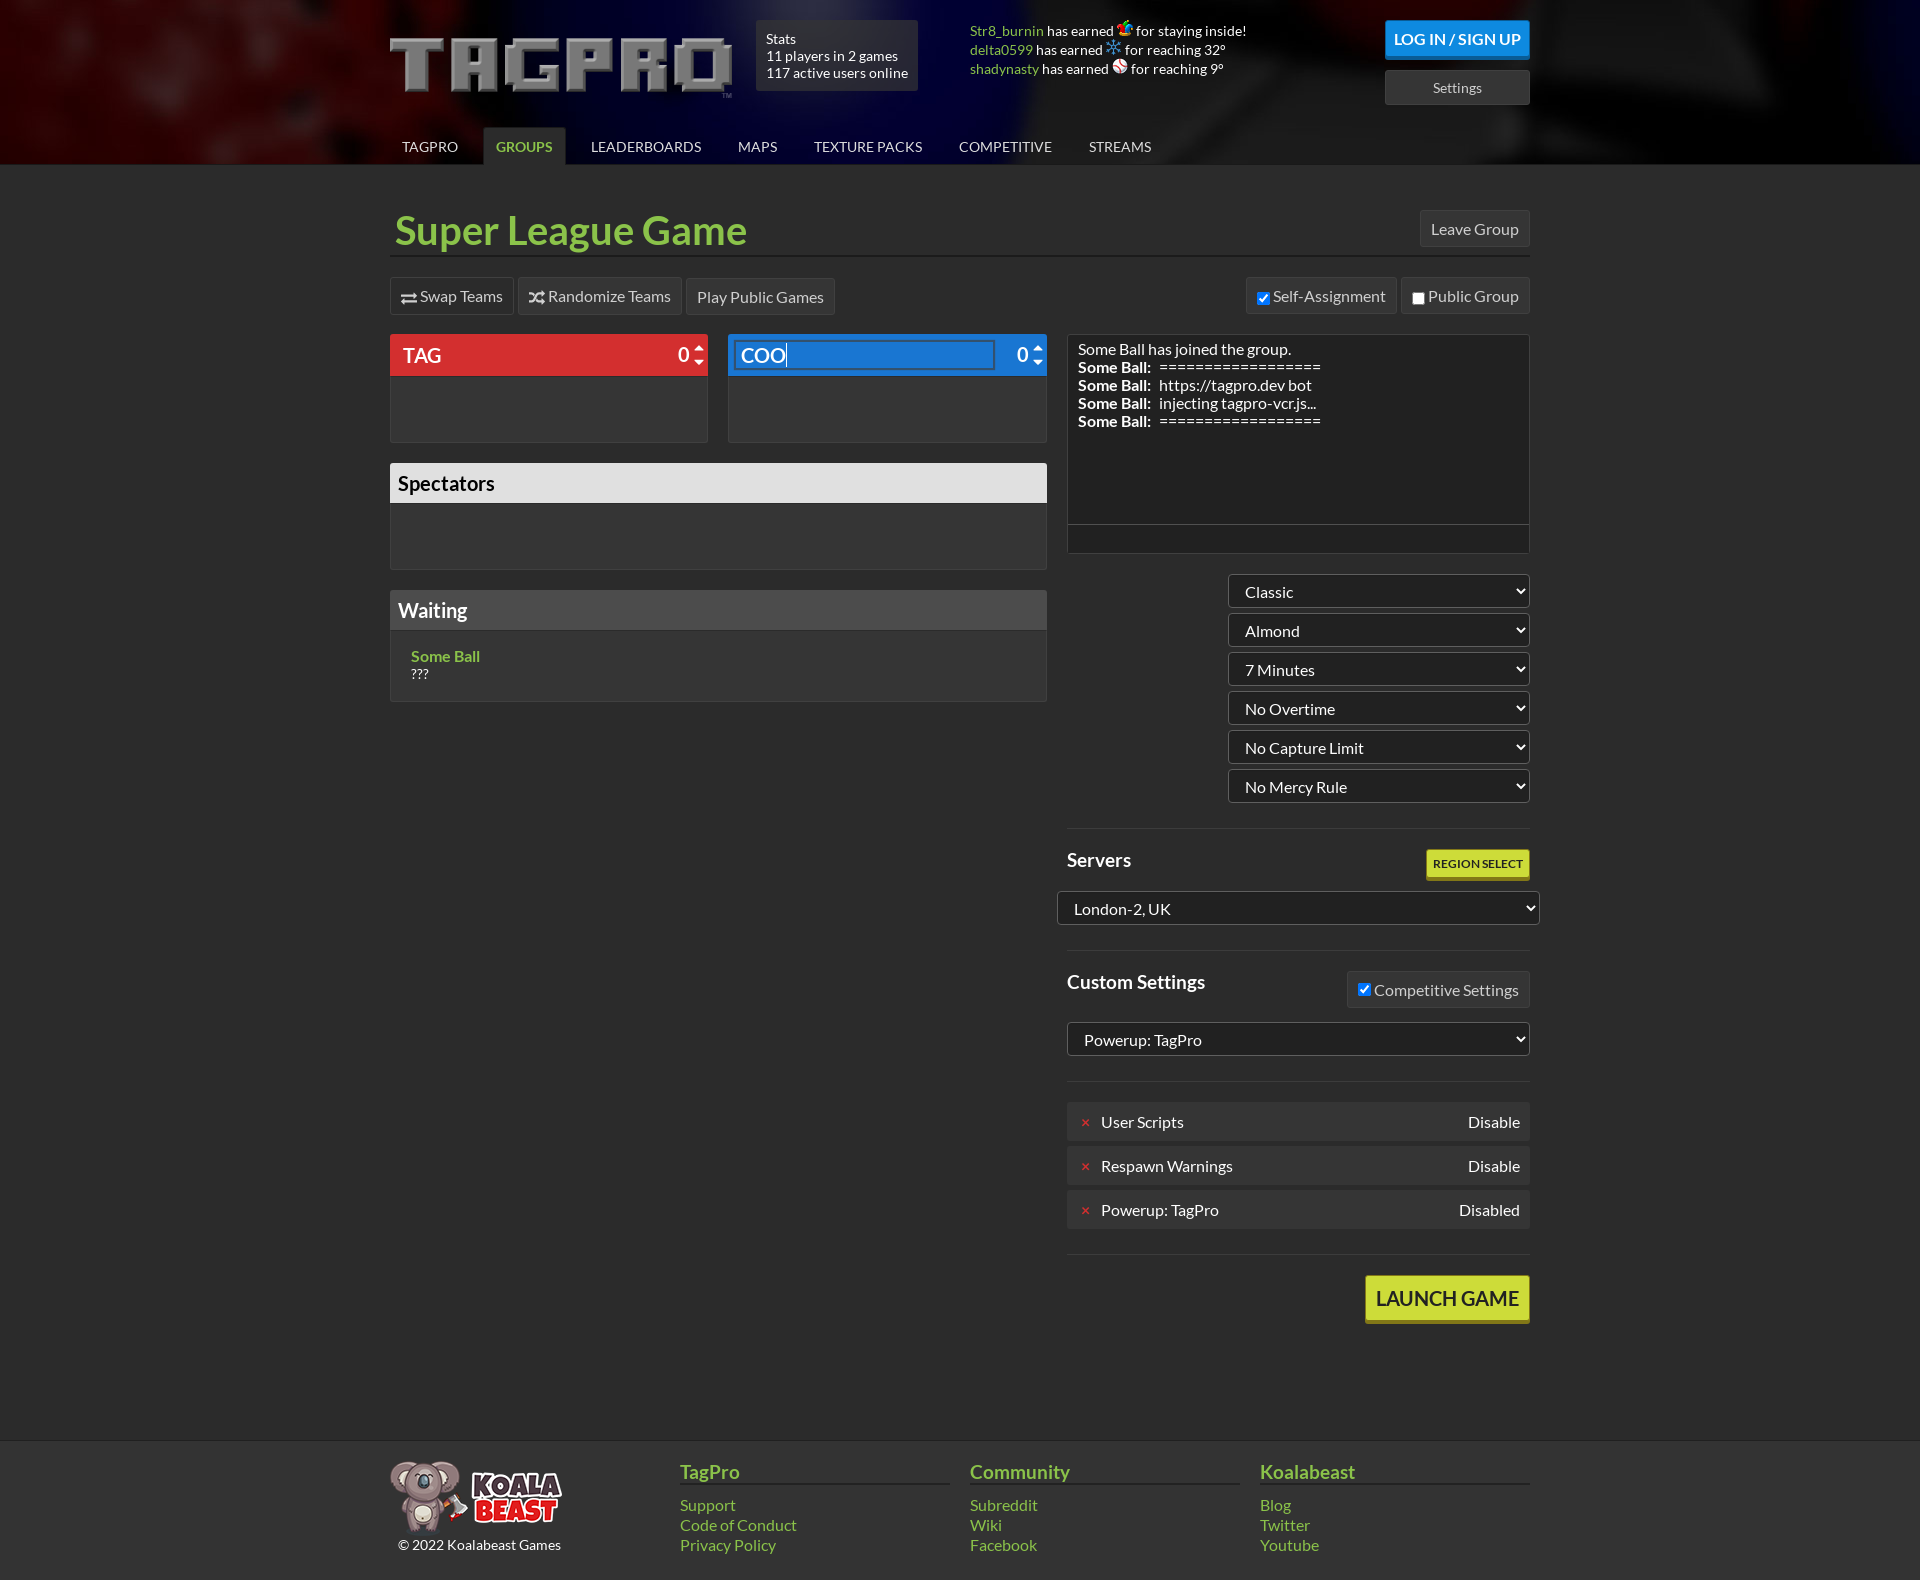 TAGPRO
TM
Stats
11 players in 2 games
117 active users online
Str8_burnin has earned for staying inside!
delta0599 has earned for reaching 32°
shadynasty has earned for reaching 9°
LOG IN / SIGN UP
Settings
TAGPRO GROUPS LEADERBOARDS MAPS TEXTURE PACKS COMPETITIVE STREAMS
Super League Game
Leave Group
Swap Teams Randomize Teams Play Public Games
Self-Assignment Public Group
TAG 0
COO 0
Spectators
Waiting
Some Ball
???
Some Ball has joined the group.
Some Ball: ==================
Some Ball: https://tagpro.dev bot
Some Ball: injecting tagpro-vcr.js...
Some Ball: ==================
Classic
Almond
7 Minutes
No Overtime
No Capture Limit
No Mercy Rule
Servers
REGION SELECT
London-2, UK
Custom Settings
Competitive Settings
Powerup: TagPro
× User Scripts Disable
× Respawn Warnings Disable
× Powerup: TagPro Disabled
LAUNCH GAME
KOALA
BEAST
© 2022 Koalabeast Games
TagPro
Support
Code of Conduct
Privacy Policy
Community
Subreddit
Wiki
Facebook
Koalabeast
Blog
Twitter
Youtube